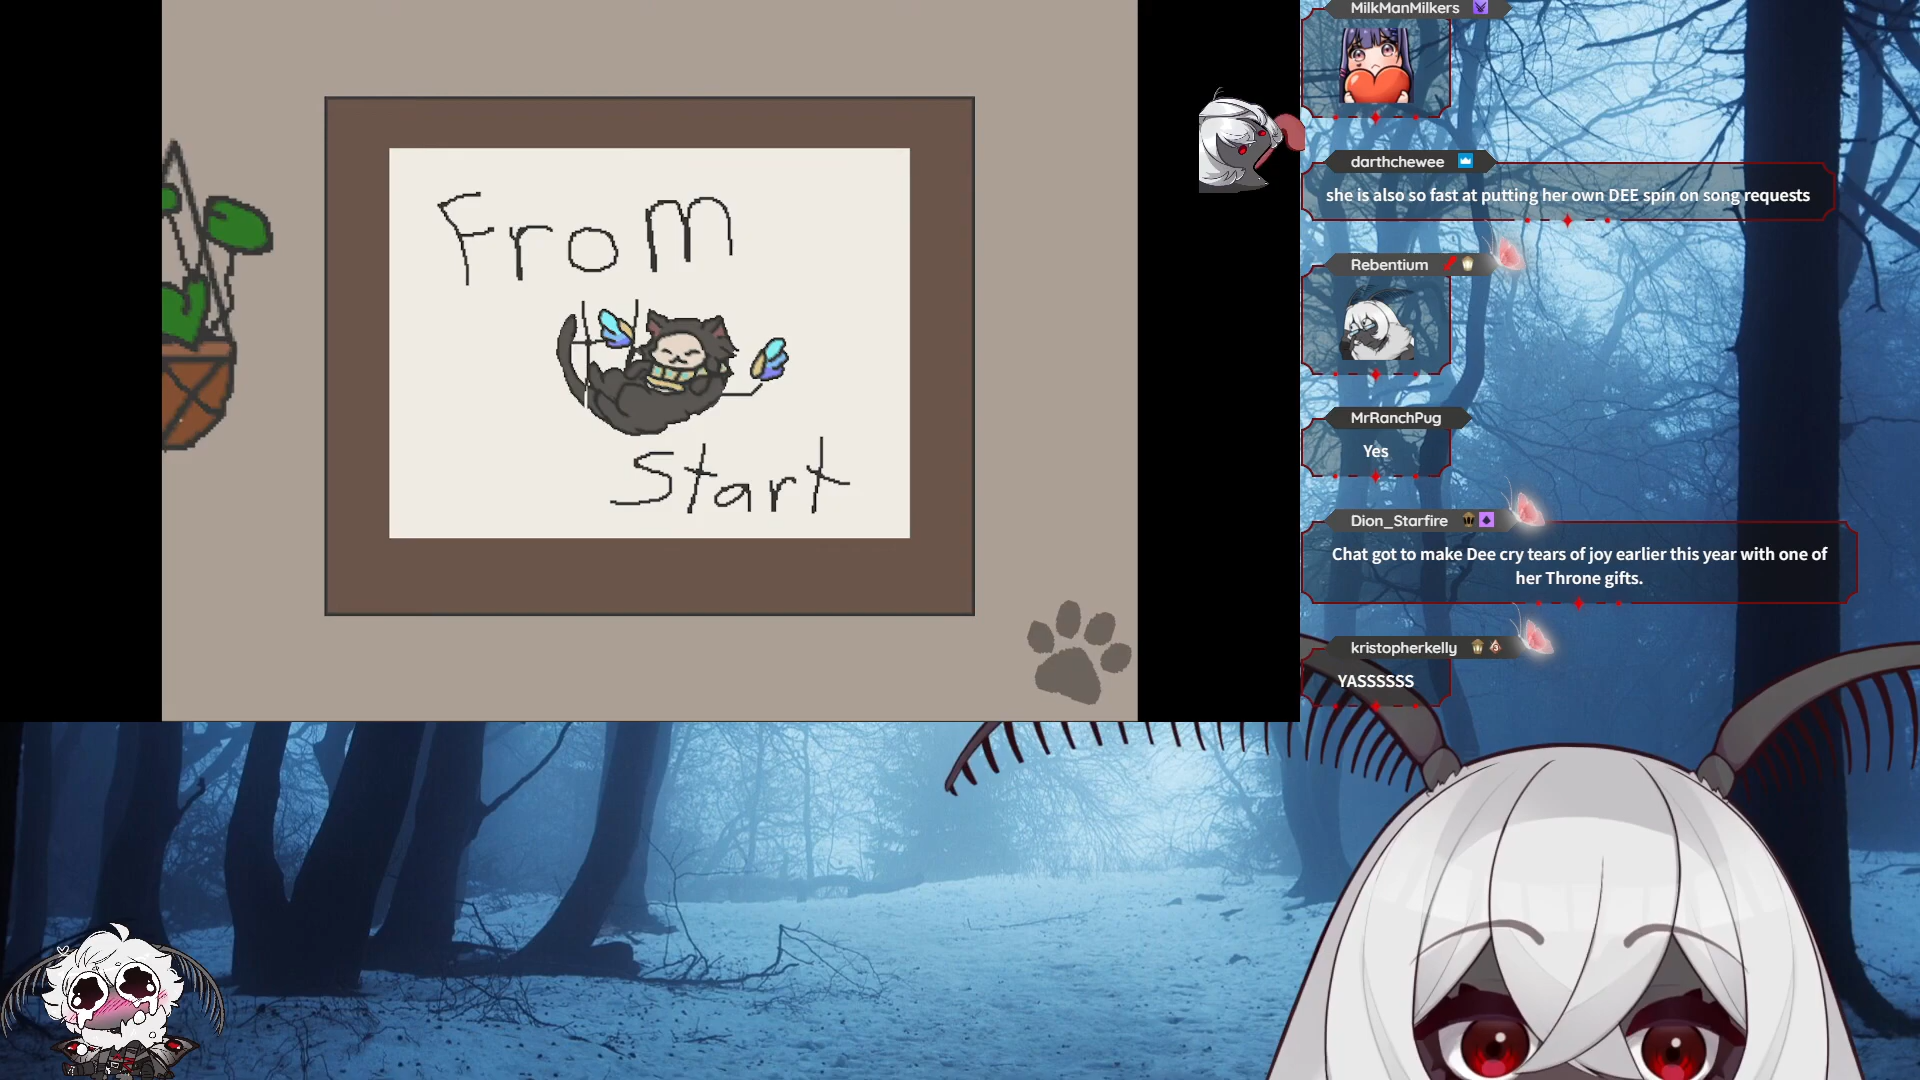 From
Start
MilkManMilkers
darthchewee
she is also so fast at putting her own DEE spin on song requests
Rebentium
MrRanchPug
Yes
Dion_Starfire
Chat got to make Dee cry tears of joy earlier this year with one of
her Throne gifts.
kristopherkelly
YASSSSSS